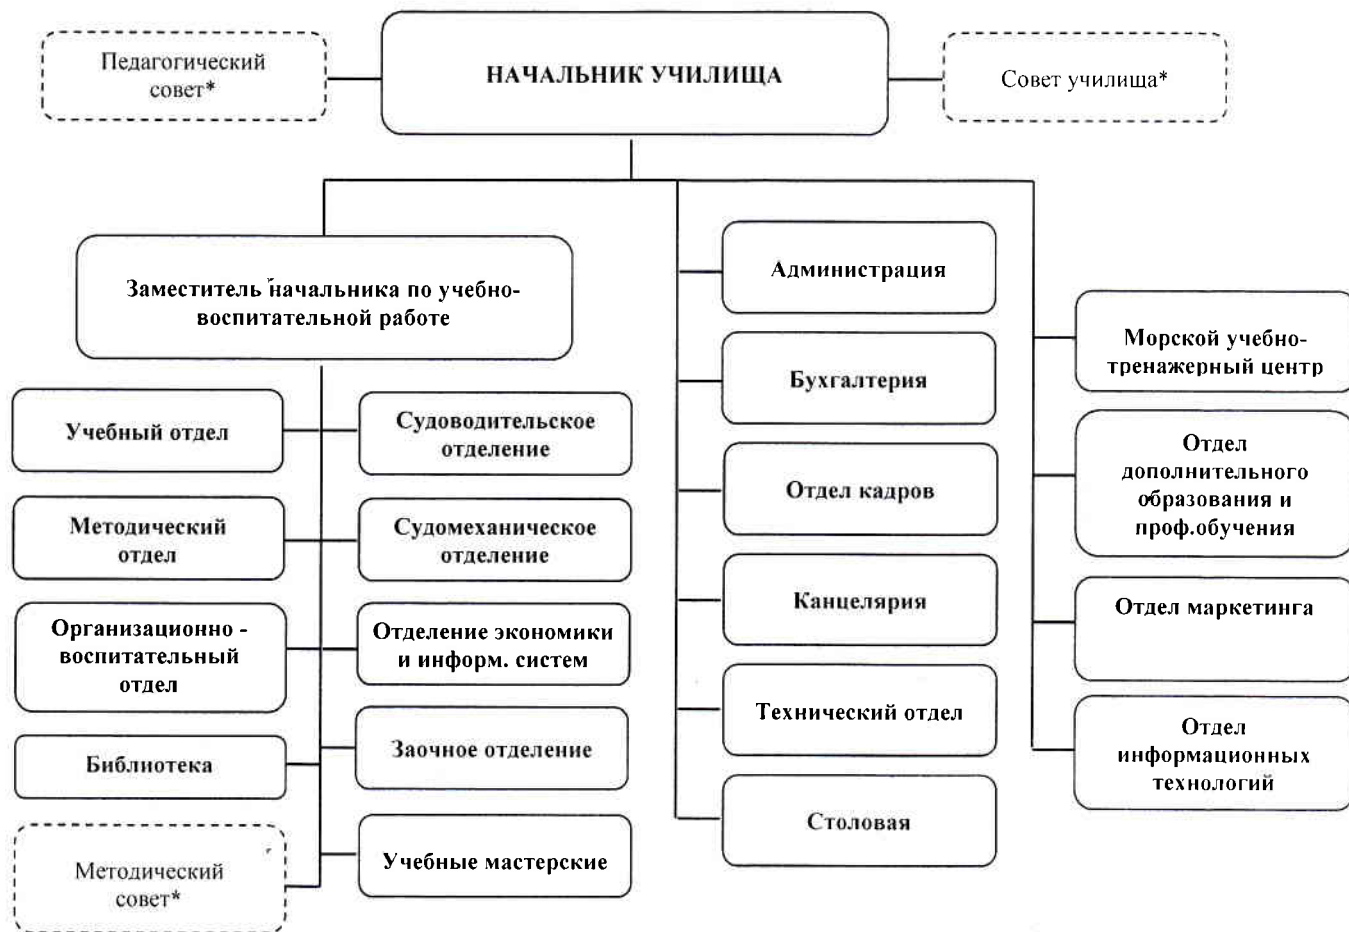 Педагогический
совет*
НАЧАЛЬНИК УЧИЛИЩА
Совет училища*
Заместитель начальника по учебно-
воспитательной работе
Учебный отдел
Методический
отдел
Организационно -
воспитательный
отдел
Библиотека
Методический
совет*
Судоводительское
отделение
Судомеханическое
отделение
Отделение экономики
и информ. систем
Заочное отделение
Учебные мастерские
Администрация
Бухгалтерия
Отдел кадров
Канцелярия
Технический отдел
Столовая
Морской учебно-
тренажерный центр
Отдел
дополнительного
образования и
проф.обучения
Отдел маркетинга
Отдел
информационных
технологий